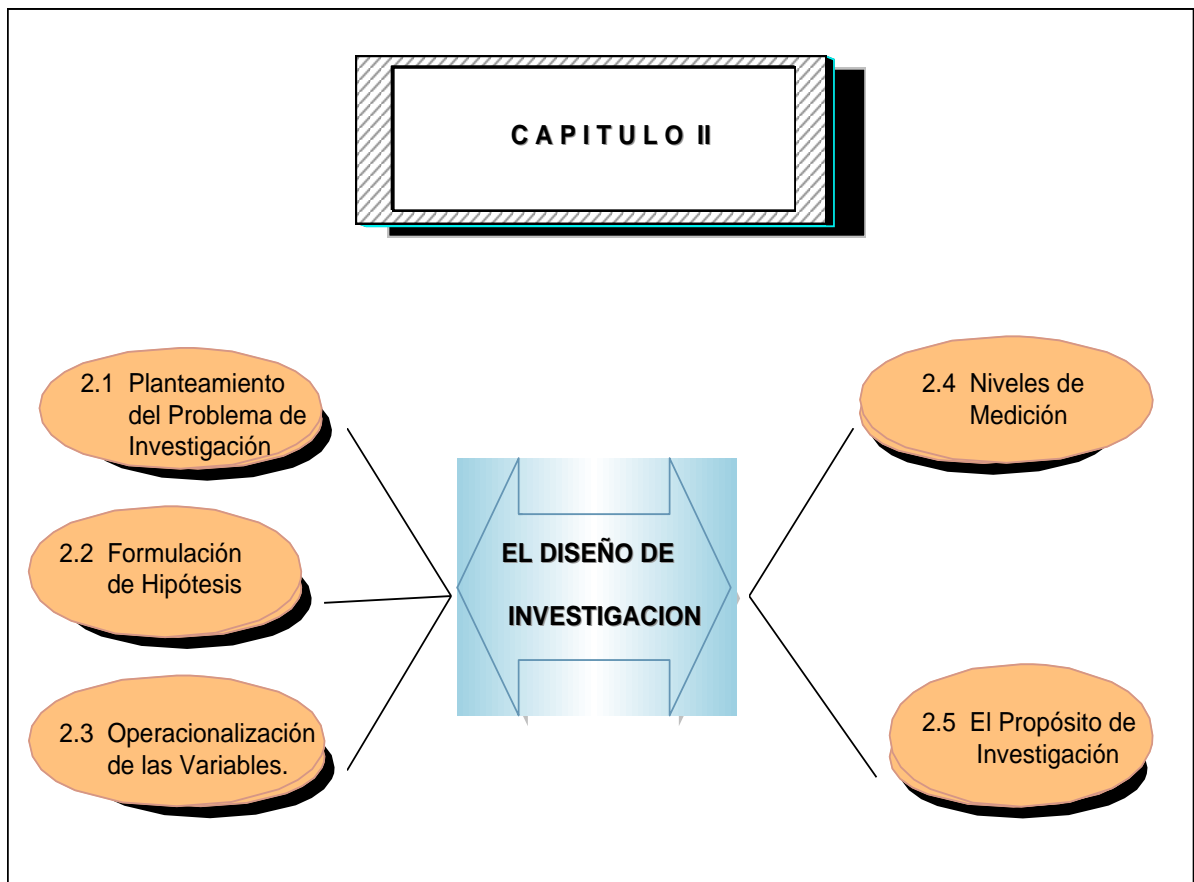 C A P I T U L O II
2.1 Planteamiento
del Problema de
Investigación
2.2 Formulación
de Hipótesis
2.3 Operacionalización
de las Variables.
EL DISEÑO DE
INVESTIGACION
2.4 Niveles de
Medición
2.5 El Propósito de
Investigación